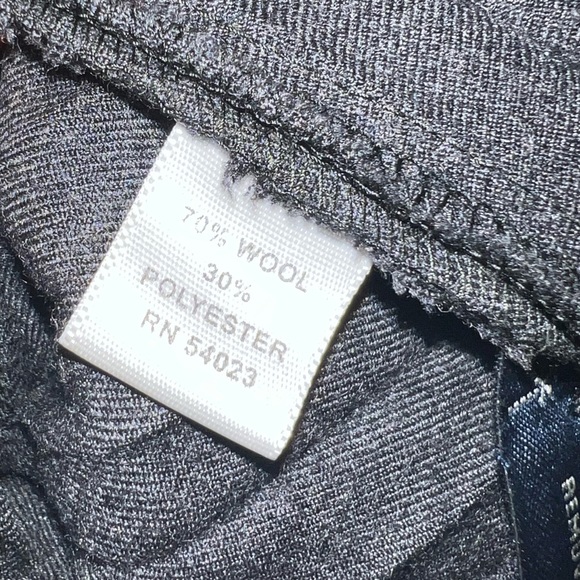 70% WOOL
30%
POLYESTER
RN 54023